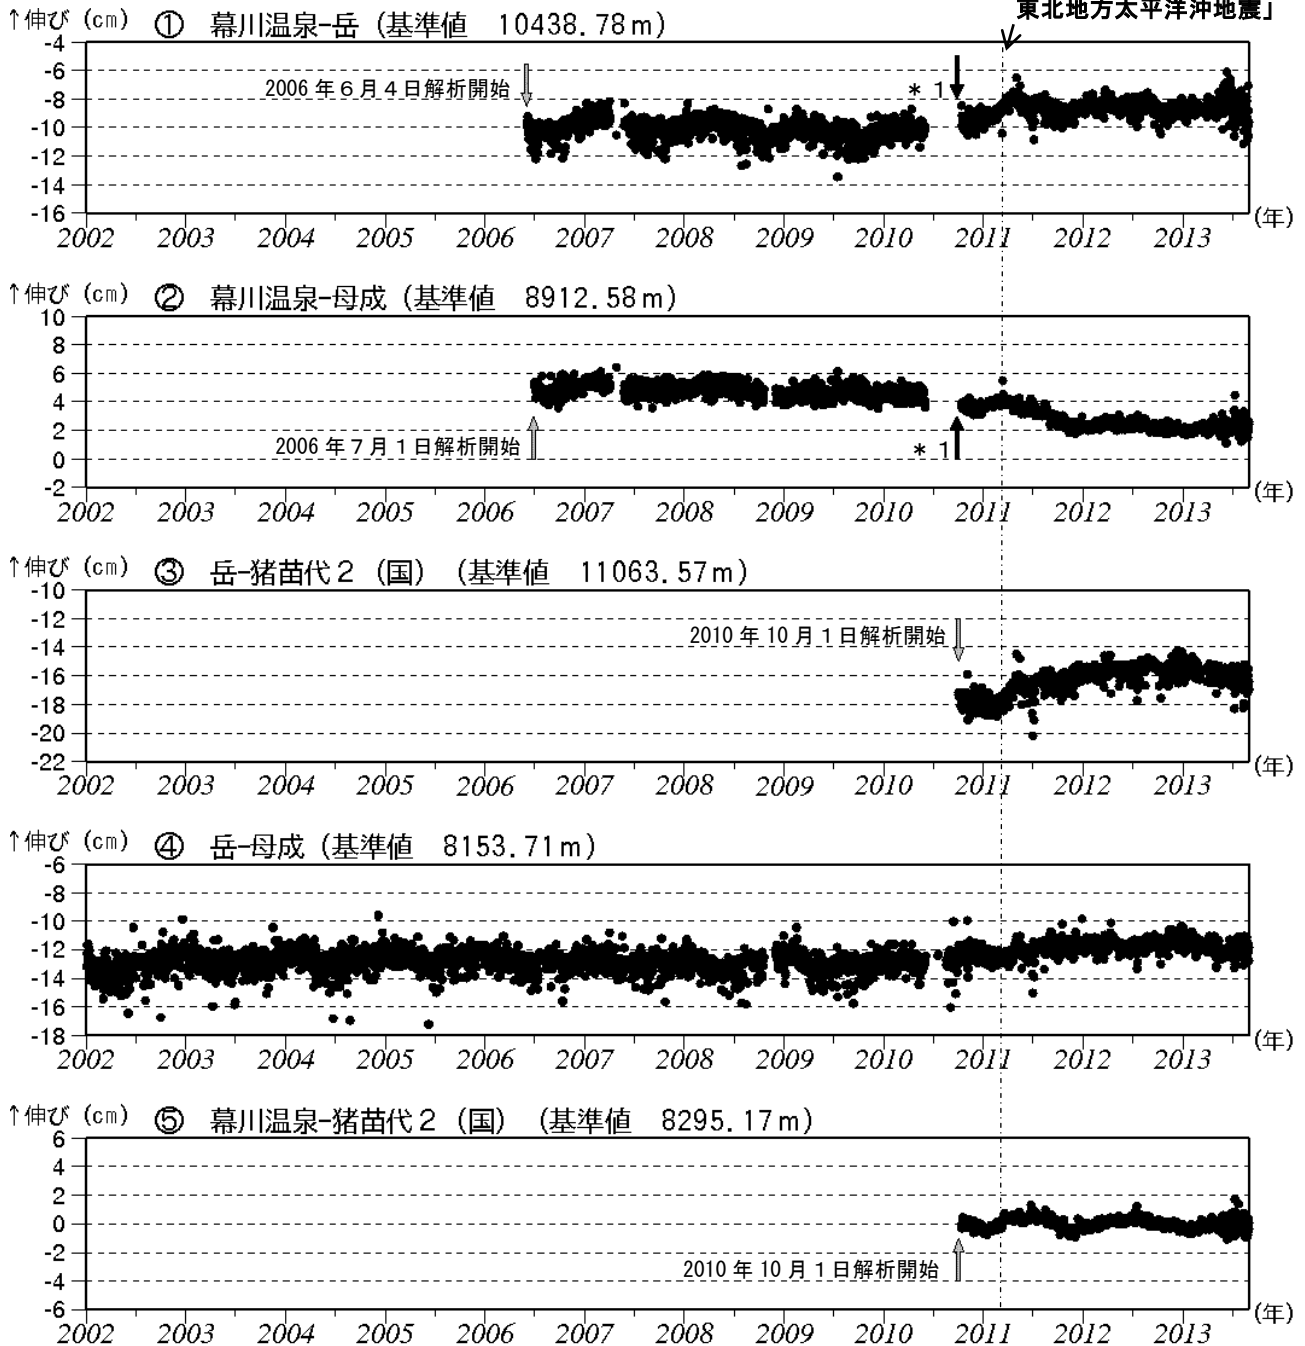 東北地方太平洋沖地震」
↑伸び (cm) ① 幕川温泉-岳 (基準値 10438.78m)
-4
-6
2006年6月4日解析開始
-8
* 1
-10
-12
-14
-16
2002 2003 2004 2005 2006 2007 2008 2009 2010 2011 2012 2013 (年)
↑伸び (cm) ② 幕川温泉-母成 (基準値 8912.58m)
10
8
6
4
2
2006年7月1日解析開始
* 1
0
-2
2002 2003 2004 2005 2006 2007 2008 2009 2010 2011 2012 2013 (年)
↑伸び (cm) ③ 岳-猪苗代2 (国) (基準値 11063.57m)
-10
-12
2010年10月1日解析開始
-14
-16
-18
-20
-22
2002 2003 2004 2005 2006 2007 2008 2009 2010 2011 2012 2013 (年)
↑伸び (cm) ④ 岳-母成 (基準値 8153.71m)
-6
-8
-10
-12
-14
-16
-18
2002 2003 2004 2005 2006 2007 2008 2009 2010 2011 2012 2013 (年)
↑伸び (cm) ⑤ 幕川温泉-猪苗代2 (国) (基準値 8295.17m)
6
4
2
0
-2
2010年10月1日解析開始
-4
-6
2002 2003 2004 2005 2006 2007 2008 2009 2010 2011 2012 2013 (年)